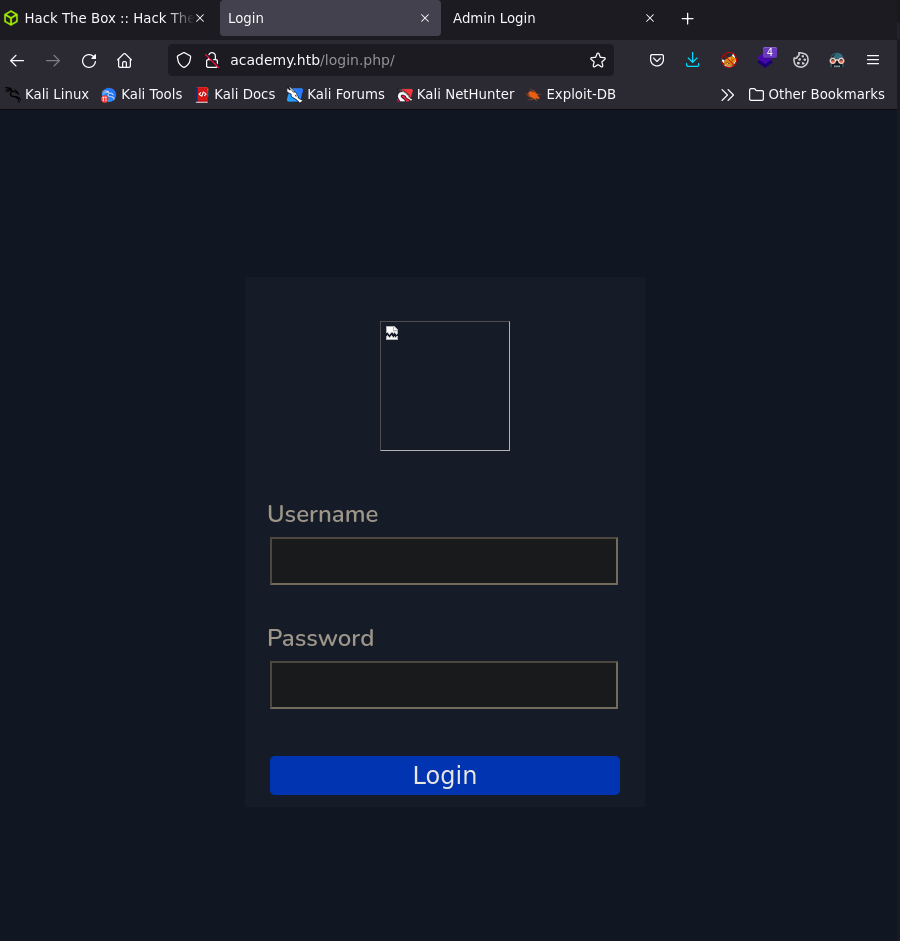 Hack The Box :: Hack The
Login
Admin Login
4
academy.htb/login.php/
Kali Linux
Kali Tools
Kali Docs
Kali Forums
Kali NetHunter
Exploit-DB
Other Bookmarks
Username
Password
Login